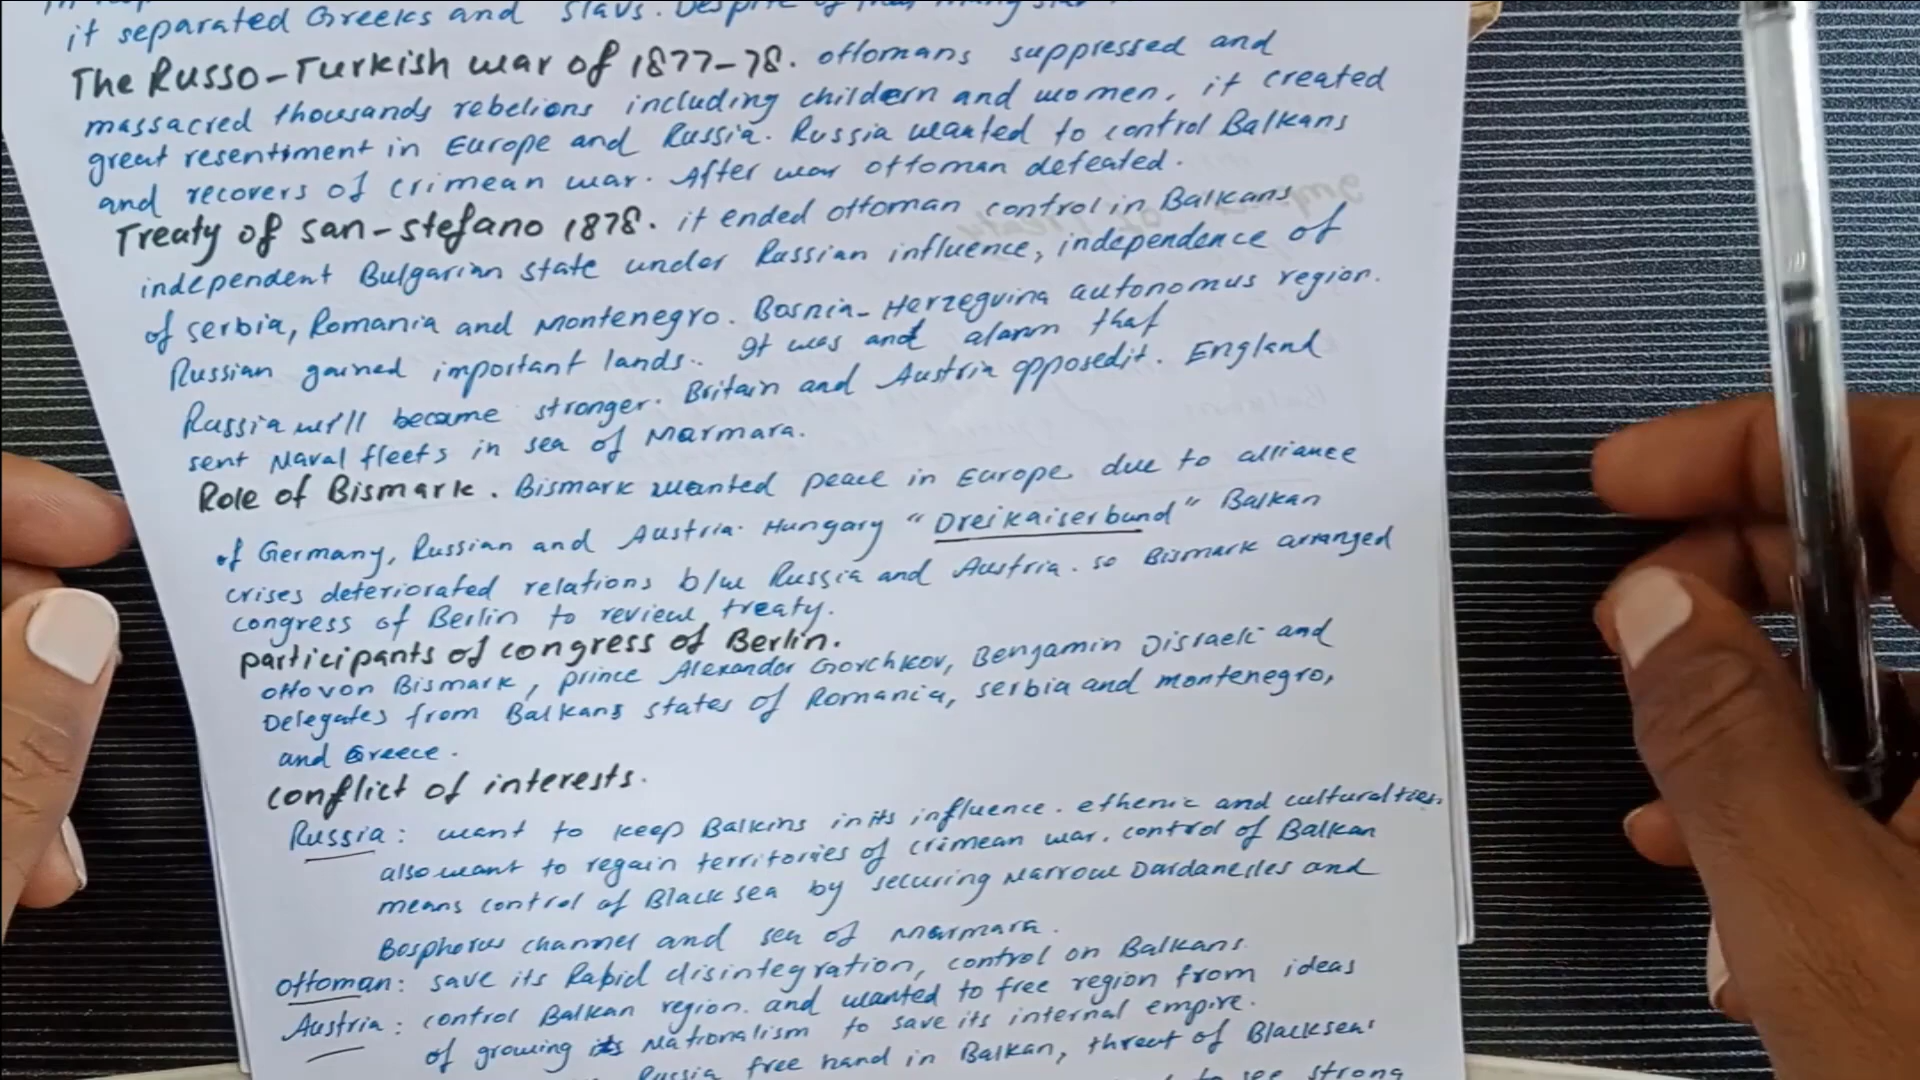 it separated Greeks and Slavs. Despite of that many
The Russo-Turkish war of 1877-78. ottomans suppressed and
massacred thousands rebelions including childern and women, it created
great resentiment in Europe and Russia. Russia wanted to control Balkans
and recovers of crimean war. After war ottoman defeated.
Treaty of san-stefano 1878. it ended ottoman control in Balkans
independent Bulgarian state under Russian influence, independence of
of serbia, Romania and Montenegro. Bosnia-Herzeguina autonomus region.
Russian gained important lands. It was and alarm that
Russia will became stronger. Britain and Austria opposedit. England
sent Naval fleets in sea of Marmara.
Role of Bismark. Bismark wanted peace in Europe due to alliance
of Germany, Russian and Austria-Hungary "Dreikaiserbund" Balkan
crises deteriorated relations b/w Russia and Austria. so Bismark arranged
congress of Berlin to review treaty.
participants of congress of Berlin.
otto von Bismark, prince Alexander Gorchkov, Bengamin Disraeli and
Delegates from Balkans states of Romania, serbia and montenegro,
and Greece.
conflict of interests.
Russia: want to keep Balkins in its influence. ethenic and cultural ties.
also want to regain territories of crimean war. control of Balkan
means control of Black sea by securing narrow Dardanelles and
Bosphorus channel and sea of marmara.
ottoman: save its Rapid disintegration, control on Balkans.
Austria: control Balkan region. and wanted to free region from ideas
of growing Nationalism to save its internal empire.
Russia free hand in Balkan, threat of Blackseas
to see strong